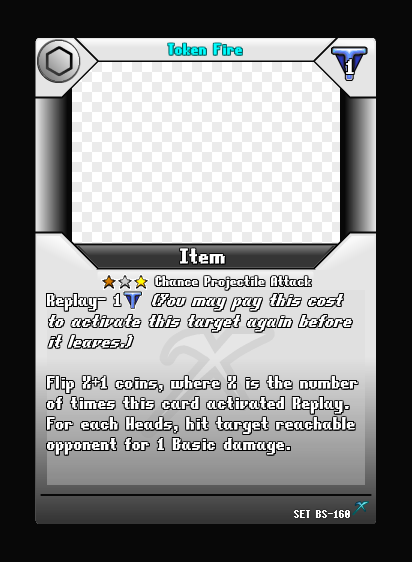 Token Fire
1
Item
Chance Projectile Attack
Replay- 1 (You may pay this cost
to activate this target again before
it leaves.)
Flip X+1 coins, where X is the number
of times this card activated Replay.
For each Heads, hit target reachable
opponent for 1 Basic damage.
SET BS-160